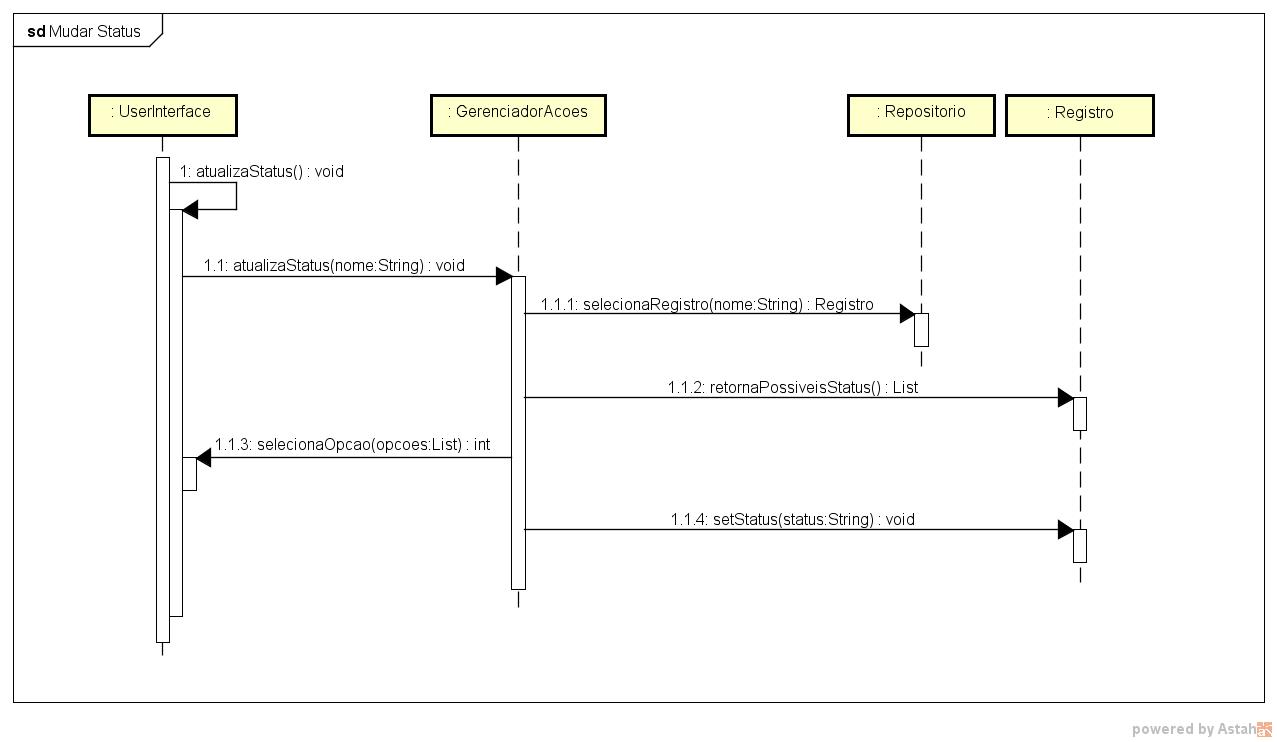 sd Mudar Status
: UserInterface
: GerenciadorAcoes
: Repositorio
: Registro
1: atualizaStatus() : void
1.1: atualizaStatus(nome:String) : void
1.1.1: selecionaRegistro(nome:String) : Registro
1.1.2: retornaPossiveisStatus() : List
1.1.3: selecionaOpcao(opcoes:List) : int
1.1.4: setStatus(status:String) : void
powered by Astah